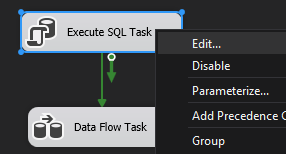 Execute SQL Task
Edit...
Disable
Parameterize...
Add Precedence
Data Flow Task
Group